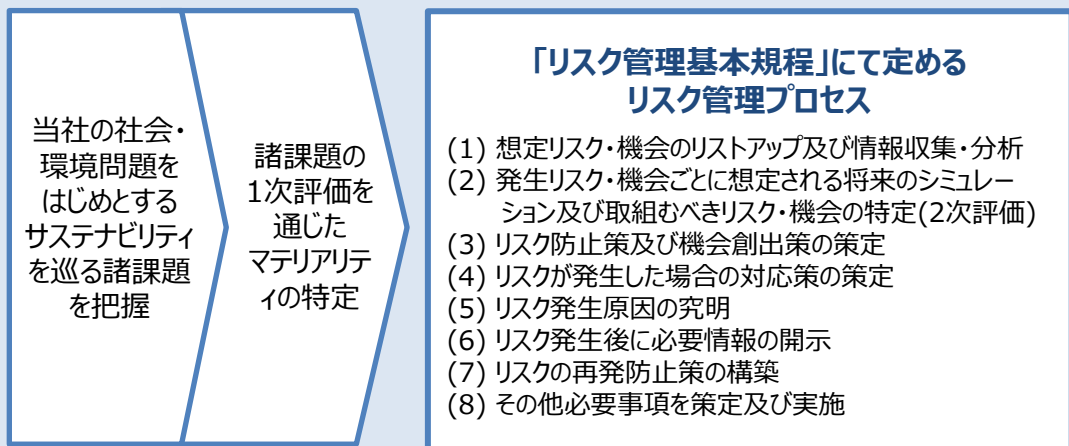 当社の社会・
環境問題を
はじめとする
サステナビリティ
を巡る諸課題
を把握
諸課題の
1次評価を
通じた
マテリアリテ
ィの特定
「リスク管理基本規程」にて定める
リスク管理プロセス
(1) 想定リスク・機会のリストアップ及び情報収集・分析
(2) 発生リスク・機会ごとに想定される将来のシミュレー
ション及び取組むべきリスク・機会の特定(2次評価)
(3) リスク防止策及び機会創出策の策定
(4) リスクが発生した場合の対応策の策定
(5) リスク発生原因の究明
(6) リスク発生後に必要情報の開示
(7) リスクの再発防止策の構築
(8) その他必要事項を策定及び実施